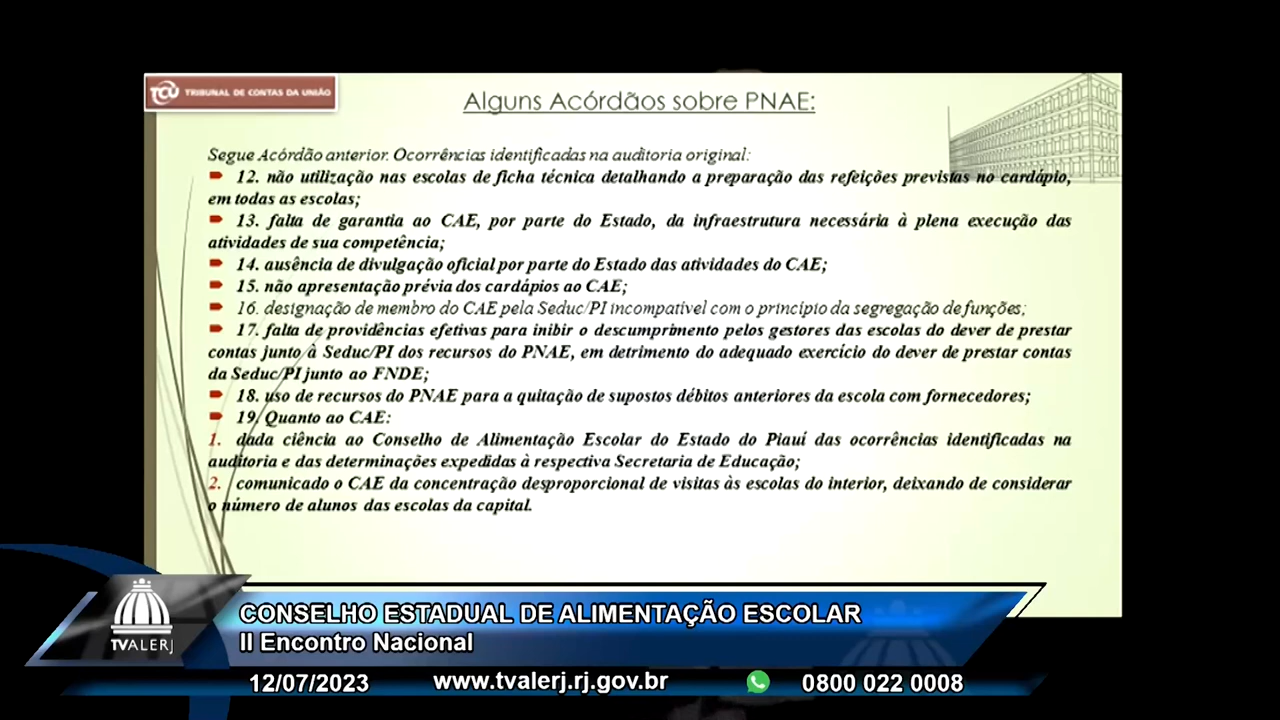 TCU TRIBUNAL DE CONTAS DA UNIÃO
Alguns Acórdãos sobre PNAE:
Segue Acórdão anterior. Ocorrências identificadas na auditoria original:
12. não utilização nas escolas de ficha técnica detalhando a preparação das refeições previstas no cardápio,
em todas as escolas;
13. falta de garantia ao CAE, por parte do Estado, da infraestrutura necessária à plena execução das
atividades de sua competência;
14. ausência de divulgação oficial por parte do Estado das atividades do CAE;
15. não apresentação prévia dos cardápios ao CAE;
16. designação de membro do CAE pela Seduc/PI incompatível com o princípio da segregação de funções;
17. falta de providências efetivas para inibir o descumprimento pelos gestores das escolas do dever de prestar
contas junto à Seduc/PI dos recursos do PNAE, em detrimento do adequado exercício do dever de prestar contas
da Seduc/PI junto ao FNDE;
18. uso de recursos do PNAE para a quitação de supostos débitos anteriores da escola com fornecedores;
19. Quanto ao CAE:
1. dada ciência ao Conselho de Alimentação Escolar do Estado do Piauí das ocorrências identificadas na
auditoria e das determinações expedidas à respectiva Secretaria de Educação;
2. comunicado o CAE da concentração desproporcional de visitas às escolas do interior, deixando de considerar
o número de alunos das escolas da capital.
CONSELHO ESTADUAL DE ALIMENTAÇÃO ESCOLAR
II Encontro Nacional
TVALERJ
12/07/2023 www.tvalerj.rj.gov.br 0800 022 0008